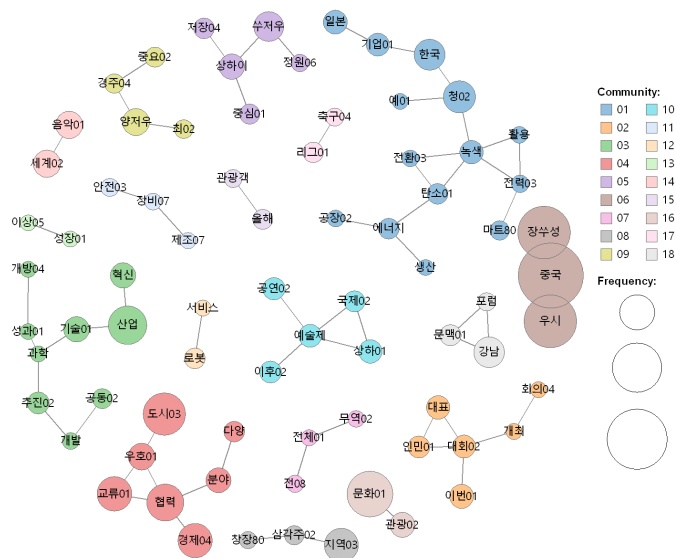 저장04
쑤저우
일본
기업01
한국
중요02
상하이
정원06
경주04
예01
청02
음악01
양저우
최02
중심01
축구04
리그01
세계02
녹색
활용
전환03
전력03
Community:
01
10
02
11
03
12
04
13
05
14
06
15
07
16
08
17
09
18
안전03
장비07
관광객
탄소01
올해
공장02
에너지
마트80
장쑤성
이상05
성장01
제조07
생산
중국
Frequency:
개방04
혁신
공연02
국제02
포럼
성과01
기술01
산업
서비스
예술제
문맥01
우시
과학
로봇
이후02
상하01
강남
추진02
공동02
개발
도시03
다양
무역02
대표
회의04
전체01
개최
우호01
인민01
대회02
교류01
협력
분야
전08
문화01
이번01
경제04
창장80
삼각주02
지역03
관광02